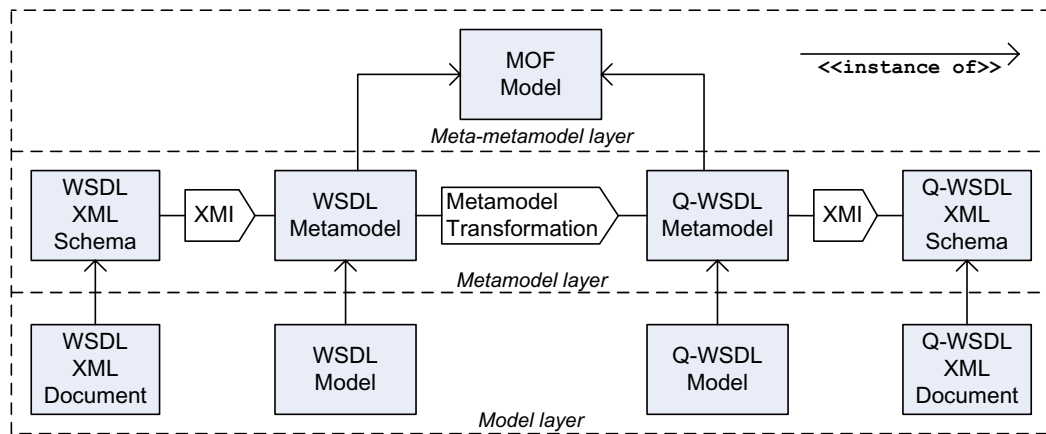 MOF
Model
<<instance of>>
Meta-metamodel layer
WSDL
XML
Schema
XMI
WSDL
Metamodel
Metamodel
Transformation
Q-WSDL
Metamodel
XMI
Q-WSDL
XML
Schema
Metamodel layer
WSDL
XML
Document
WSDL
Model
Q-WSDL
Model
Q-WSDL
XML
Document
Model layer